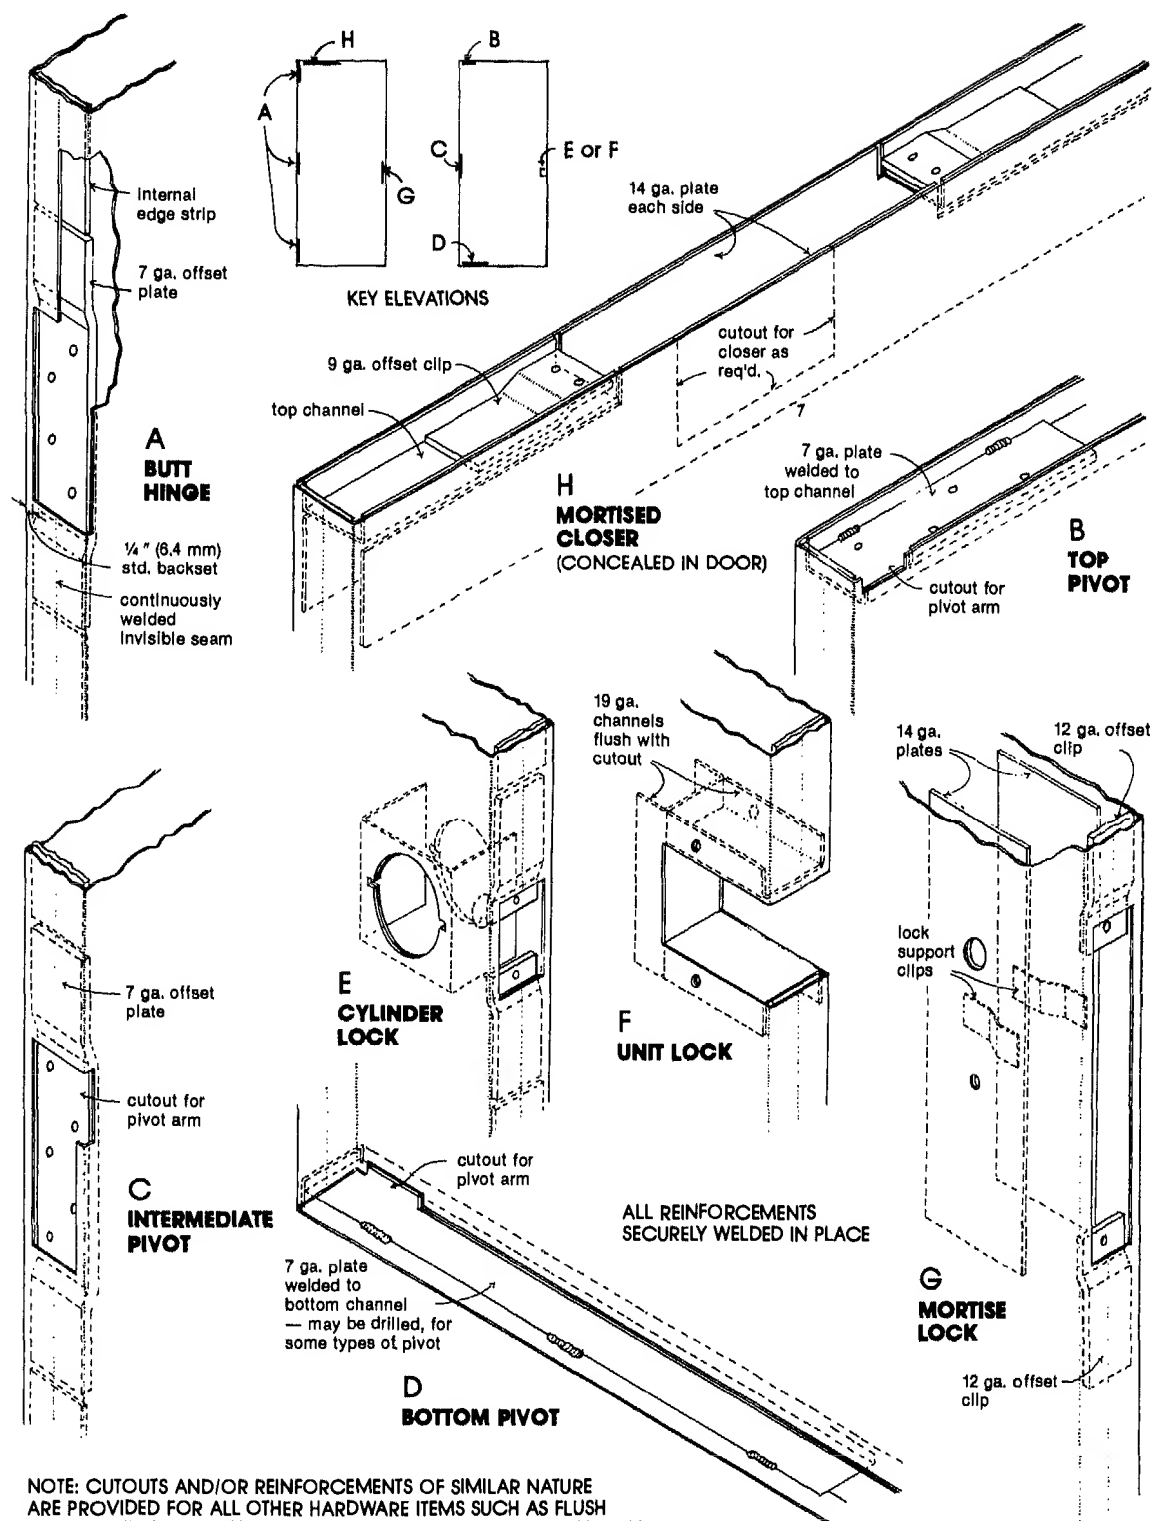 H
B
A
C
E or F
G
D
KEY ELEVATIONS
internal
edge strip
7 ga. offset
plate
A
BUTT
HINGE
¼" (6.4 mm)
std. backset
continuously
welded
invisible seam
14 ga. plate
each side
9 ga. offset clip
top channel
cutout for
closer as
req'd.
7
H
MORTISED
CLOSER
(CONCEALED IN DOOR)
7 ga. plate
welded to
top channel
B
TOP
PIVOT
cutout for
pivot arm
7 ga. offset
plate
cutout for
pivot arm
C
INTERMEDIATE
PIVOT
E
CYLINDER
LOCK
19 ga.
channels
flush with
cutout
F
UNIT LOCK
14 ga.
plates
12 ga. offset
clip
lock
support
clips
G
MORTISE
LOCK
12 ga. offset
clip
cutout for
pivot arm
7 ga. plate
welded to
bottom channel
— may be drilled, for
some types of pivot
D
BOTTOM PIVOT
ALL REINFORCEMENTS
SECURELY WELDED IN PLACE
NOTE: CUTOUTS AND/OR REINFORCEMENTS OF SIMILAR NATURE
ARE PROVIDED FOR ALL OTHER HARDWARE ITEMS SUCH AS FLUSH